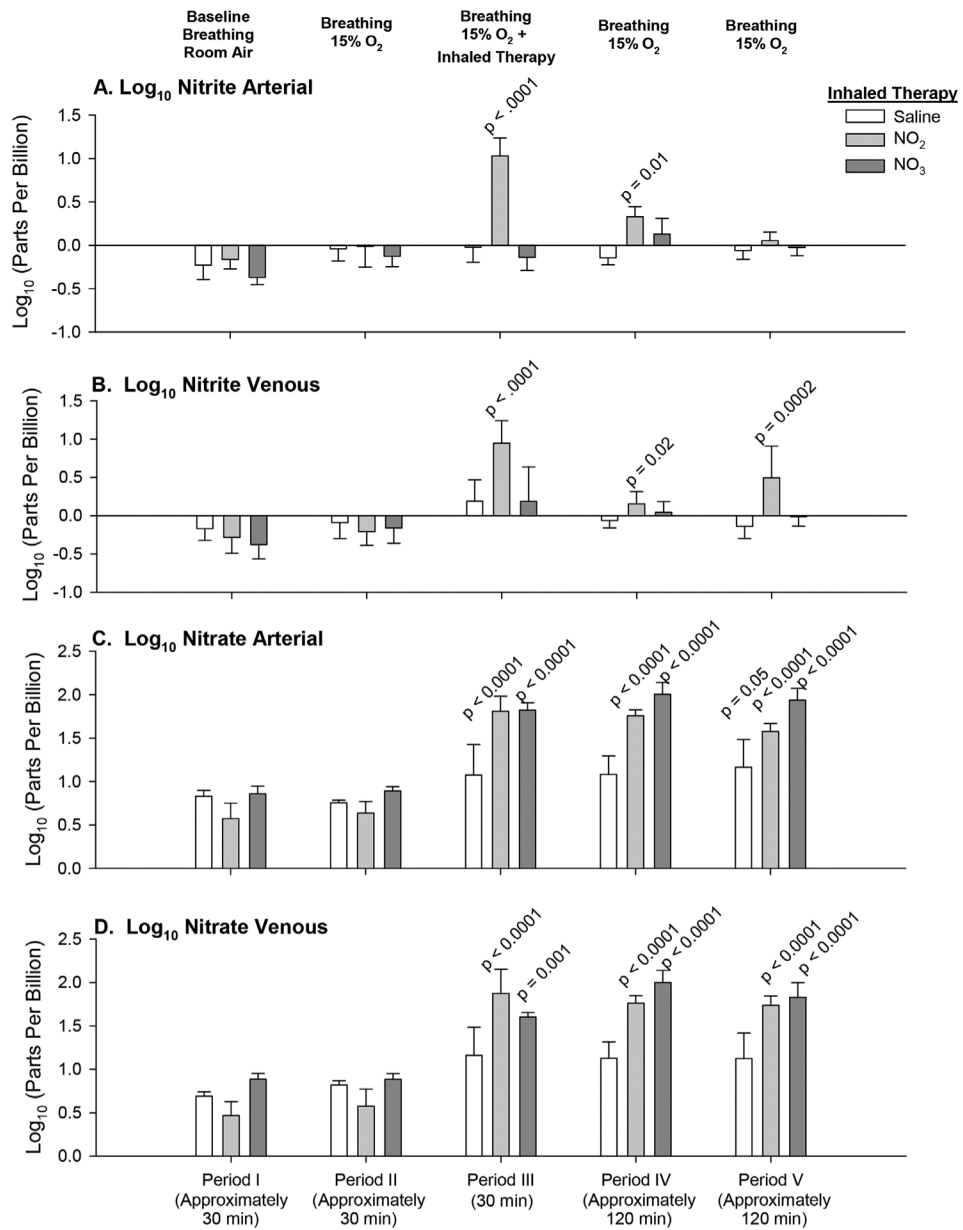 Baseline
Breathing
Room Air
Breathing
15% O₂
Breathing
15% O₂ +
Inhaled Therapy
Breathing
15% O₂
Breathing
15% O₂
A. Log₁₀ Nitrite Arterial
Inhaled Therapy
Saline
NO₂
NO₃
Log₁₀ (Parts Per Billion)
1.5
1.0
0.5
0.0
-0.5
-1.0
p < .0001
p = 0.01
B. Log₁₀ Nitrite Venous
Log₁₀ (Parts Per Billion)
1.5
1.0
0.5
0.0
-0.5
-1.0
p < .0001
p = 0.02
p = 0.0002
C. Log₁₀ Nitrate Arterial
Log₁₀ (Parts Per Billion)
2.5
2.0
1.5
1.0
0.5
0.0
p < 0.0001
p < 0.0001
p < 0.0001
p < 0.0001
p = 0.05
p < 0.0001
p < 0.0001
D. Log₁₀ Nitrate Venous
Log₁₀ (Parts Per Billion)
2.5
2.0
1.5
1.0
0.5
0.0
p < 0.0001
p = 0.001
p < 0.0001
p < 0.0001
p < 0.0001
p < 0.0001
Period I
(Approximately
30 min)
Period II
(Approximately
30 min)
Period III
(30 min)
Period IV
(Approximately
120 min)
Period V
(Approximately
120 min)